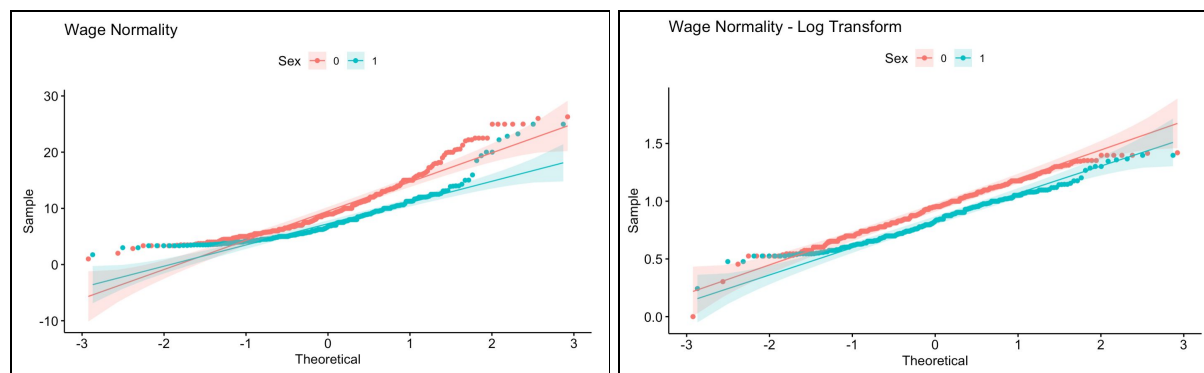 Wage Normality
Sex 0 1
30
20
10
0
-10
Sample
-3 -2 -1 0 1 2 3
Theoretical
Wage Normality - Log Transform
Sex 0 1
1.5
1.0
0.5
0.0
Sample
-3 -2 -1 0 1 2 3
Theoretical